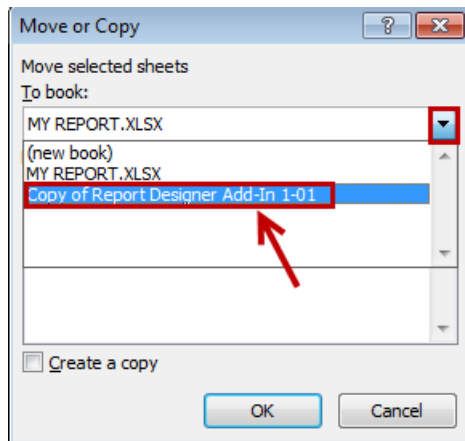 Move or Copy
Move selected sheets
To book:
MY REPORT.XLSX
(new book)
MY REPORT.XLSX
Copy of Report Designer Add-In 1-01
Create a copy
OK Cancel